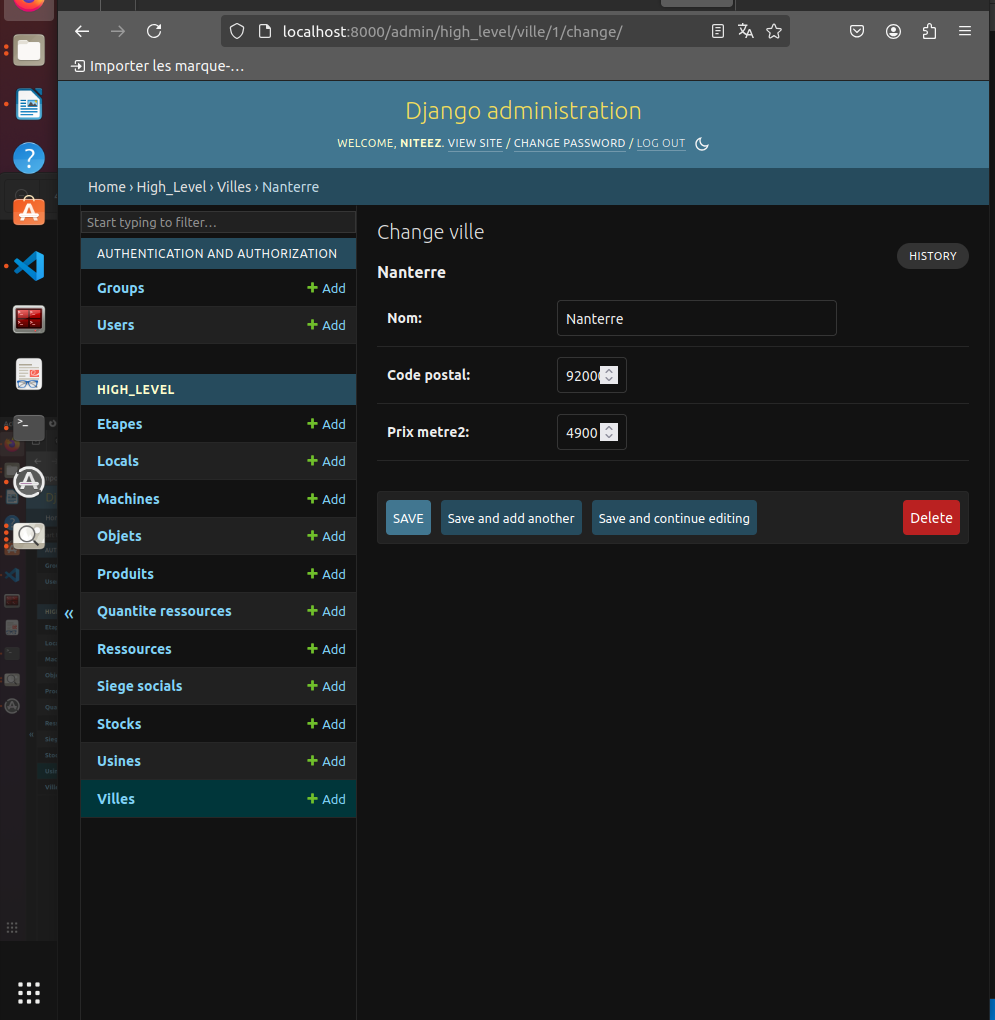 localhost:8000/admin/high_level/ville/1/change/
Importer les marque-…
Django administration
WELCOME, NITEEZ. VIEW SITE / CHANGE PASSWORD / LOG OUT
Home › High_Level › Villes › Nanterre
Start typing to filter…
AUTHENTICATION AND AUTHORIZATION
Groups + Add
Users + Add
HIGH_LEVEL
Etapes + Add
Locals + Add
Machines + Add
Objets + Add
Produits + Add
Quantite ressources + Add
Ressources + Add
Siege socials + Add
Stocks + Add
Usines + Add
Villes + Add
«
Change ville
HISTORY
Nanterre
Nom: Nanterre
Code postal: 92000
Prix metre2: 4900
SAVE Save and add another Save and continue editing Delete